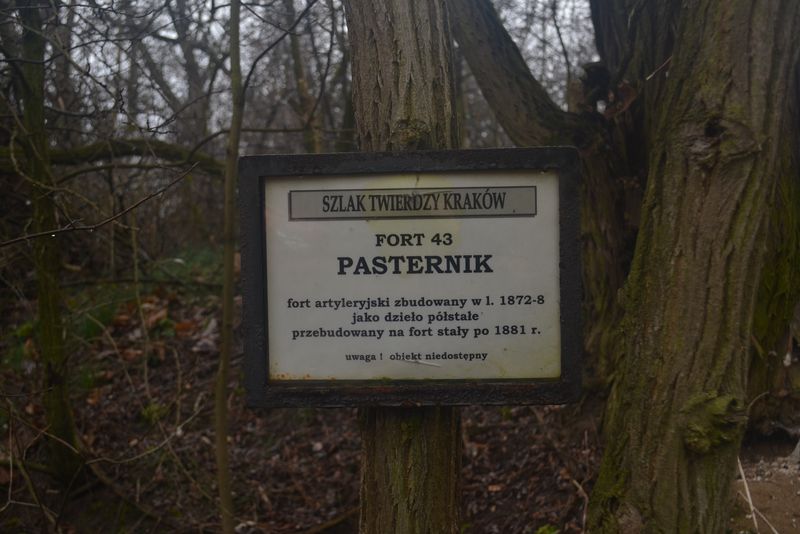 SZLAK TWIERDZY KRAKÓW
FORT 43
PASTERNIK
fort artyleryjski zbudowany w l. 1872-8
jako dzieło półstałe
przebudowany na fort stały po 1881 r.
uwaga ! obiekt niedostępny